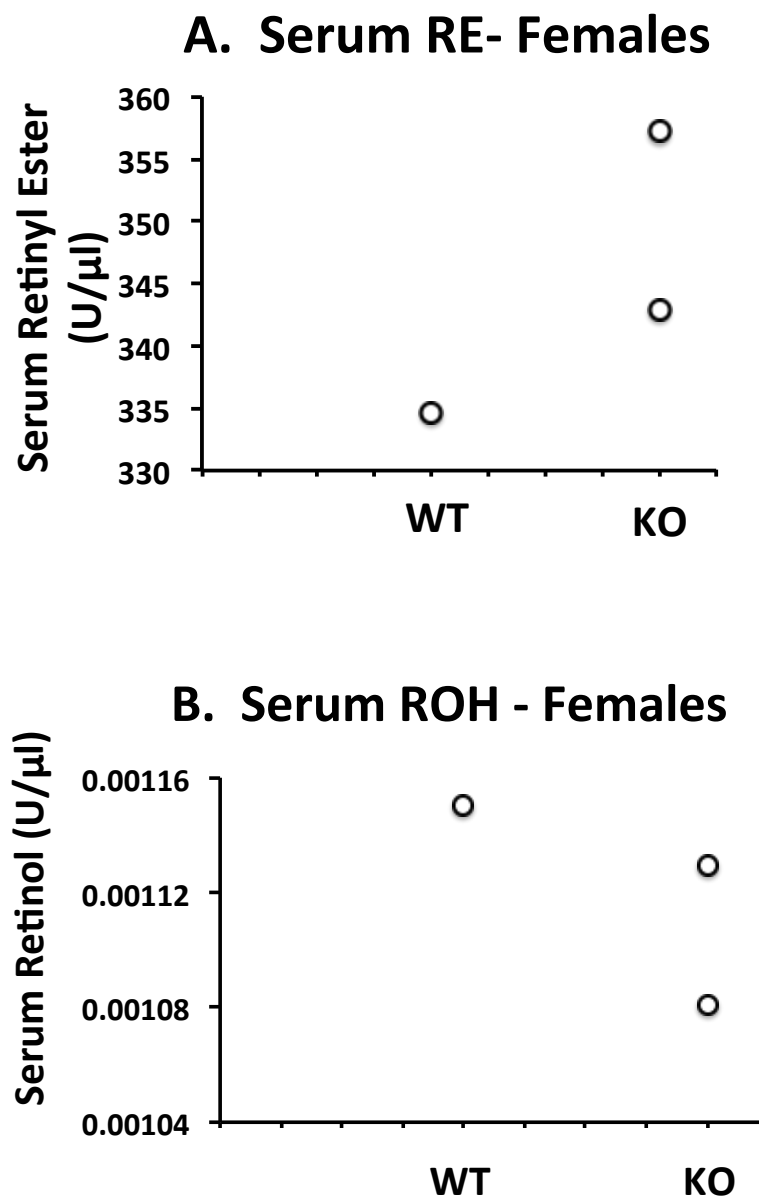 A. Serum RE- Females
Serum Retinyl Ester
(U/μl)
360
355
350
345
340
335
330
WT KO
B. Serum ROH - Females
Serum Retinol (U/μl)
0.00116
0.00112
0.00108
0.00104
WT KO